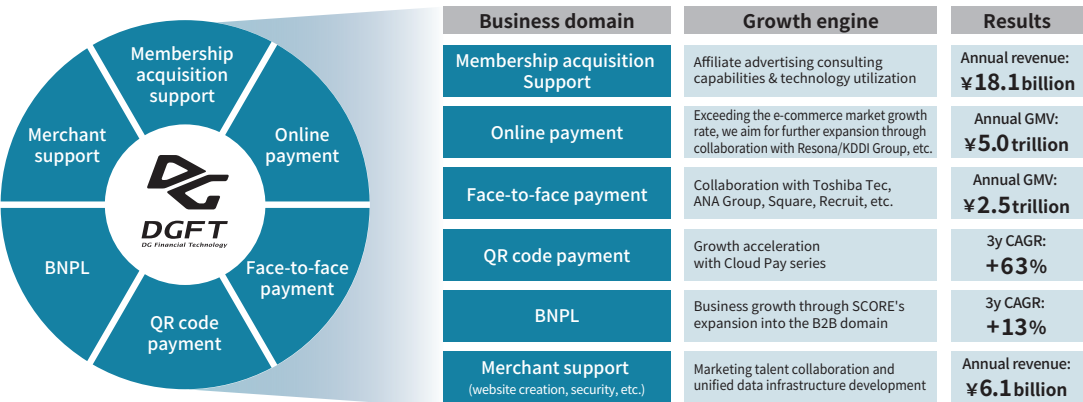 Membership
acquisition
support
Online
payment
Face-to-face
payment
QR code
payment
BNPL
Merchant
support
DGFT
DG Financial Technology
Business domain
Growth engine
Results
Membership acquisition
Support
Affiliate advertising consulting
capabilities & technology utilization
Annual revenue:
¥18.1billion
Online payment
Exceeding the e-commerce market growth
rate, we aim for further expansion through
collaboration with Resona/KDDI Group, etc.
Annual GMV:
¥5.0trillion
Face-to-face payment
Collaboration with Toshiba Tec,
ANA Group, Square, Recruit, etc.
Annual GMV:
¥2.5trillion
QR code payment
Growth acceleration
with Cloud Pay series
3y CAGR:
+63%
BNPL
Business growth through SCORE's
expansion into the B2B domain
3y CAGR:
+13%
Merchant support
(website creation, security, etc.)
Marketing talent collaboration and
unified data infrastructure development
Annual revenue:
¥6.1billion